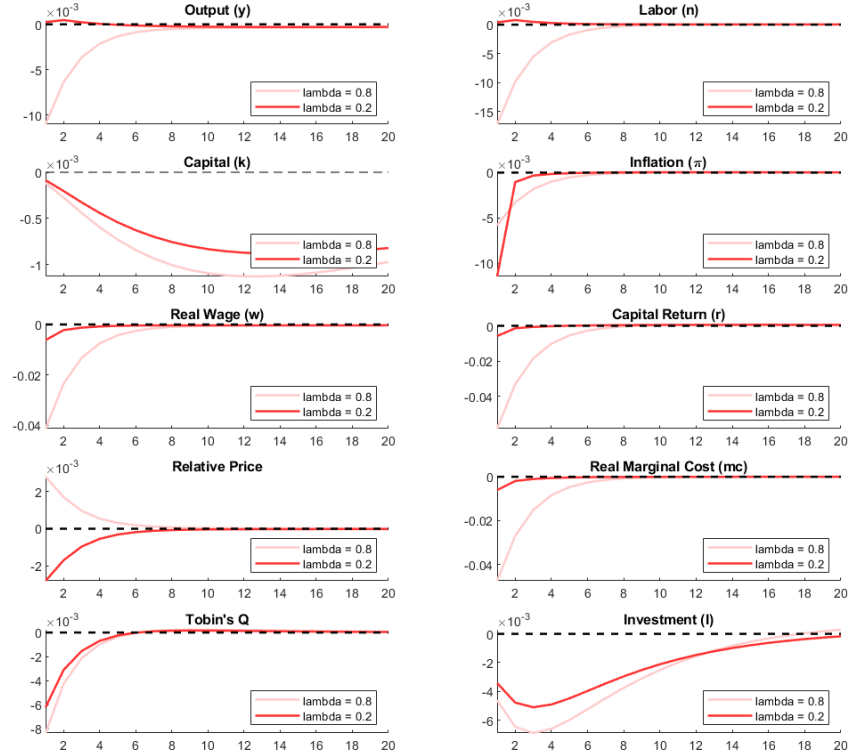 ×10⁻³ Output (y)
0
-5
-10
lambda = 0.8
lambda = 0.2
2 4 6 8 10 12 14 16 18 20
×10⁻³ Labor (n)
0
-5
-10
-15
lambda = 0.8
lambda = 0.2
2 4 6 8 10 12 14 16 18 20
×10⁻³ Capital (k)
0
-0.5
-1
lambda = 0.8
lambda = 0.2
2 4 6 8 10 12 14 16 18 20
×10⁻³ Inflation (π)
0
-5
-10
lambda = 0.8
lambda = 0.2
2 4 6 8 10 12 14 16 18 20
Real Wage (w)
0
-0.02
-0.04
lambda = 0.8
lambda = 0.2
2 4 6 8 10 12 14 16 18 20
Capital Return (r)
0
-0.02
-0.04
lambda = 0.8
lambda = 0.2
2 4 6 8 10 12 14 16 18 20
×10⁻³ Relative Price
2
0
-2
lambda = 0.8
lambda = 0.2
2 4 6 8 10 12 14 16 18 20
Real Marginal Cost (mc)
0
-0.02
-0.04
lambda = 0.8
lambda = 0.2
2 4 6 8 10 12 14 16 18 20
×10⁻³ Tobin's Q
0
-2
-4
-6
-8
lambda = 0.8
lambda = 0.2
2 4 6 8 10 12 14 16 18 20
×10⁻³ Investment (I)
0
-2
-4
-6
lambda = 0.8
lambda = 0.2
2 4 6 8 10 12 14 16 18 20